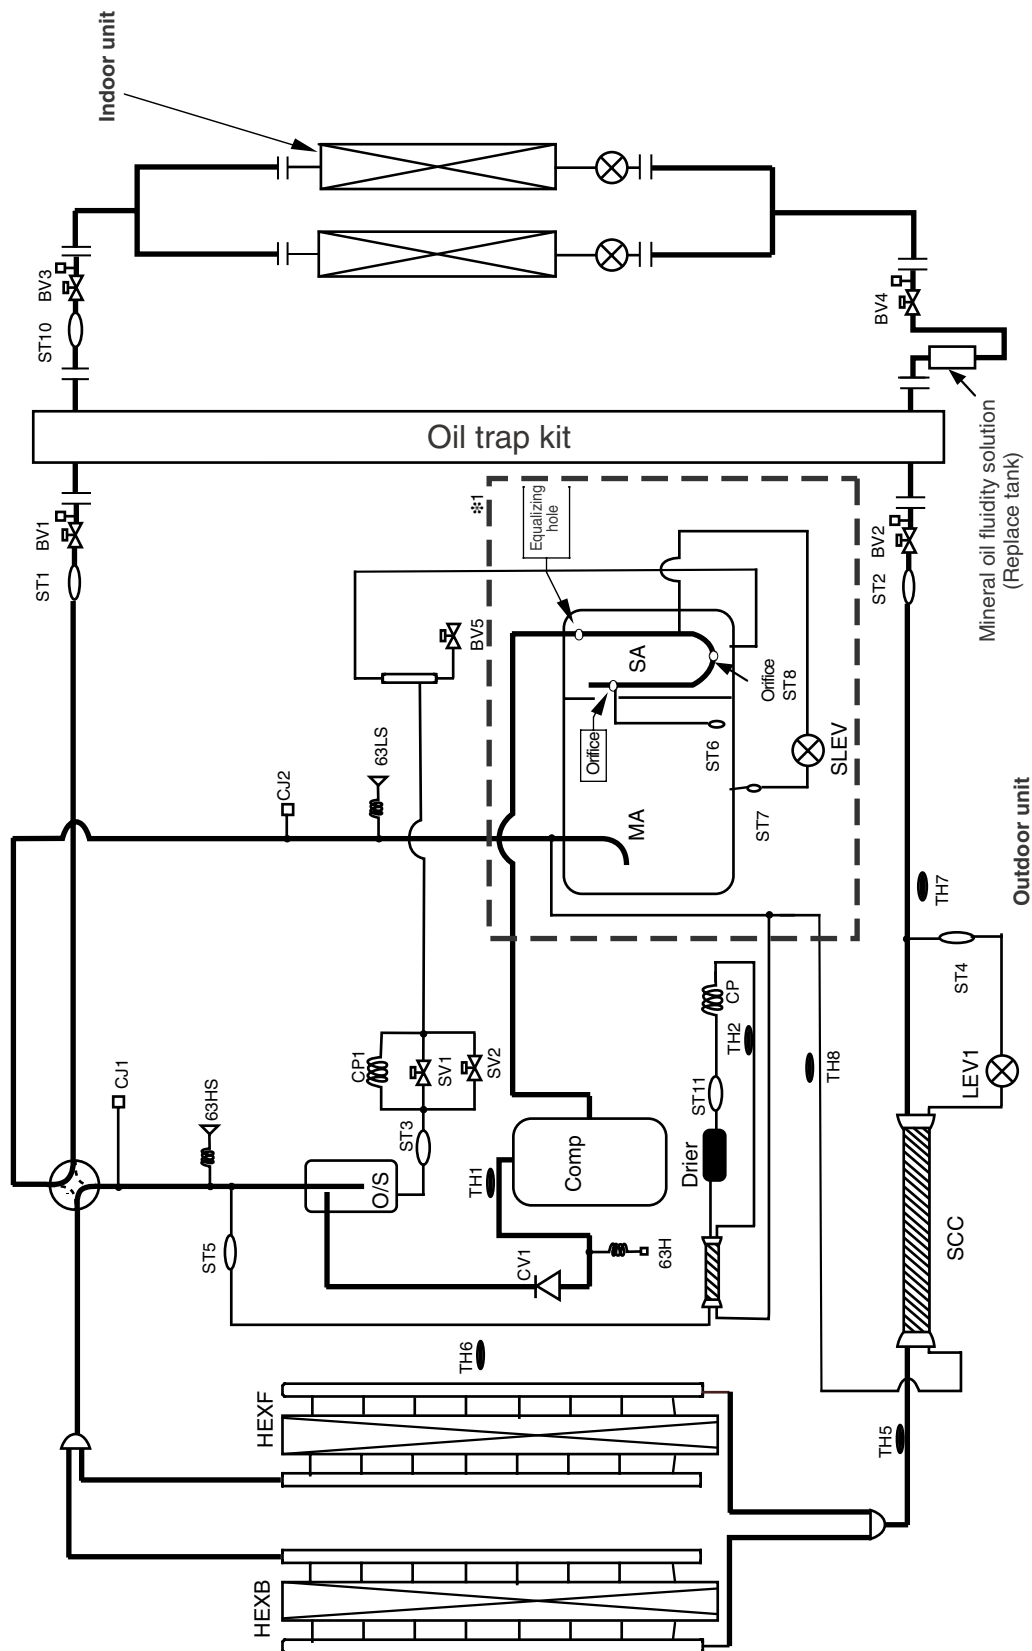 Indoor unit
BV3
ST10
BV4
Oil trap kit
Mineral oil fluidity solution
(Replace tank)
BV1
ST1
BV2
ST2
※1
Equalizing
hole
BV5
SA
Orifice
ST8
Orifice
ST6
SLEV
63LS
CJ2
MA
ST7
Outdoor unit
TH7
ST4
LEV1
CP
TH2
TH8
CP1
SV1
SV2
CJ1
63HS
ST3
ST11
Drier
Comp
TH1
O/S
SCC
ST5
CV1
63H
TH6
HEXF
TH5
HEXB